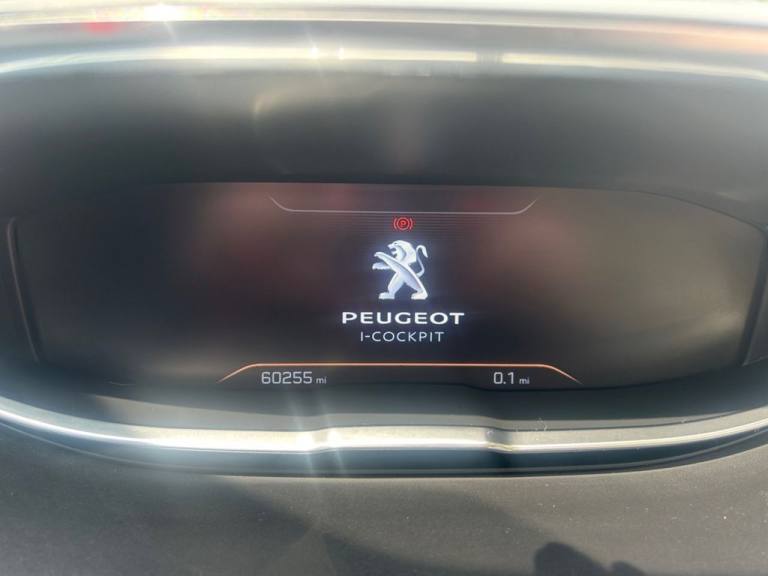 P
PEUGEOT
I-COCKPIT
60255 mi 0.1 mi